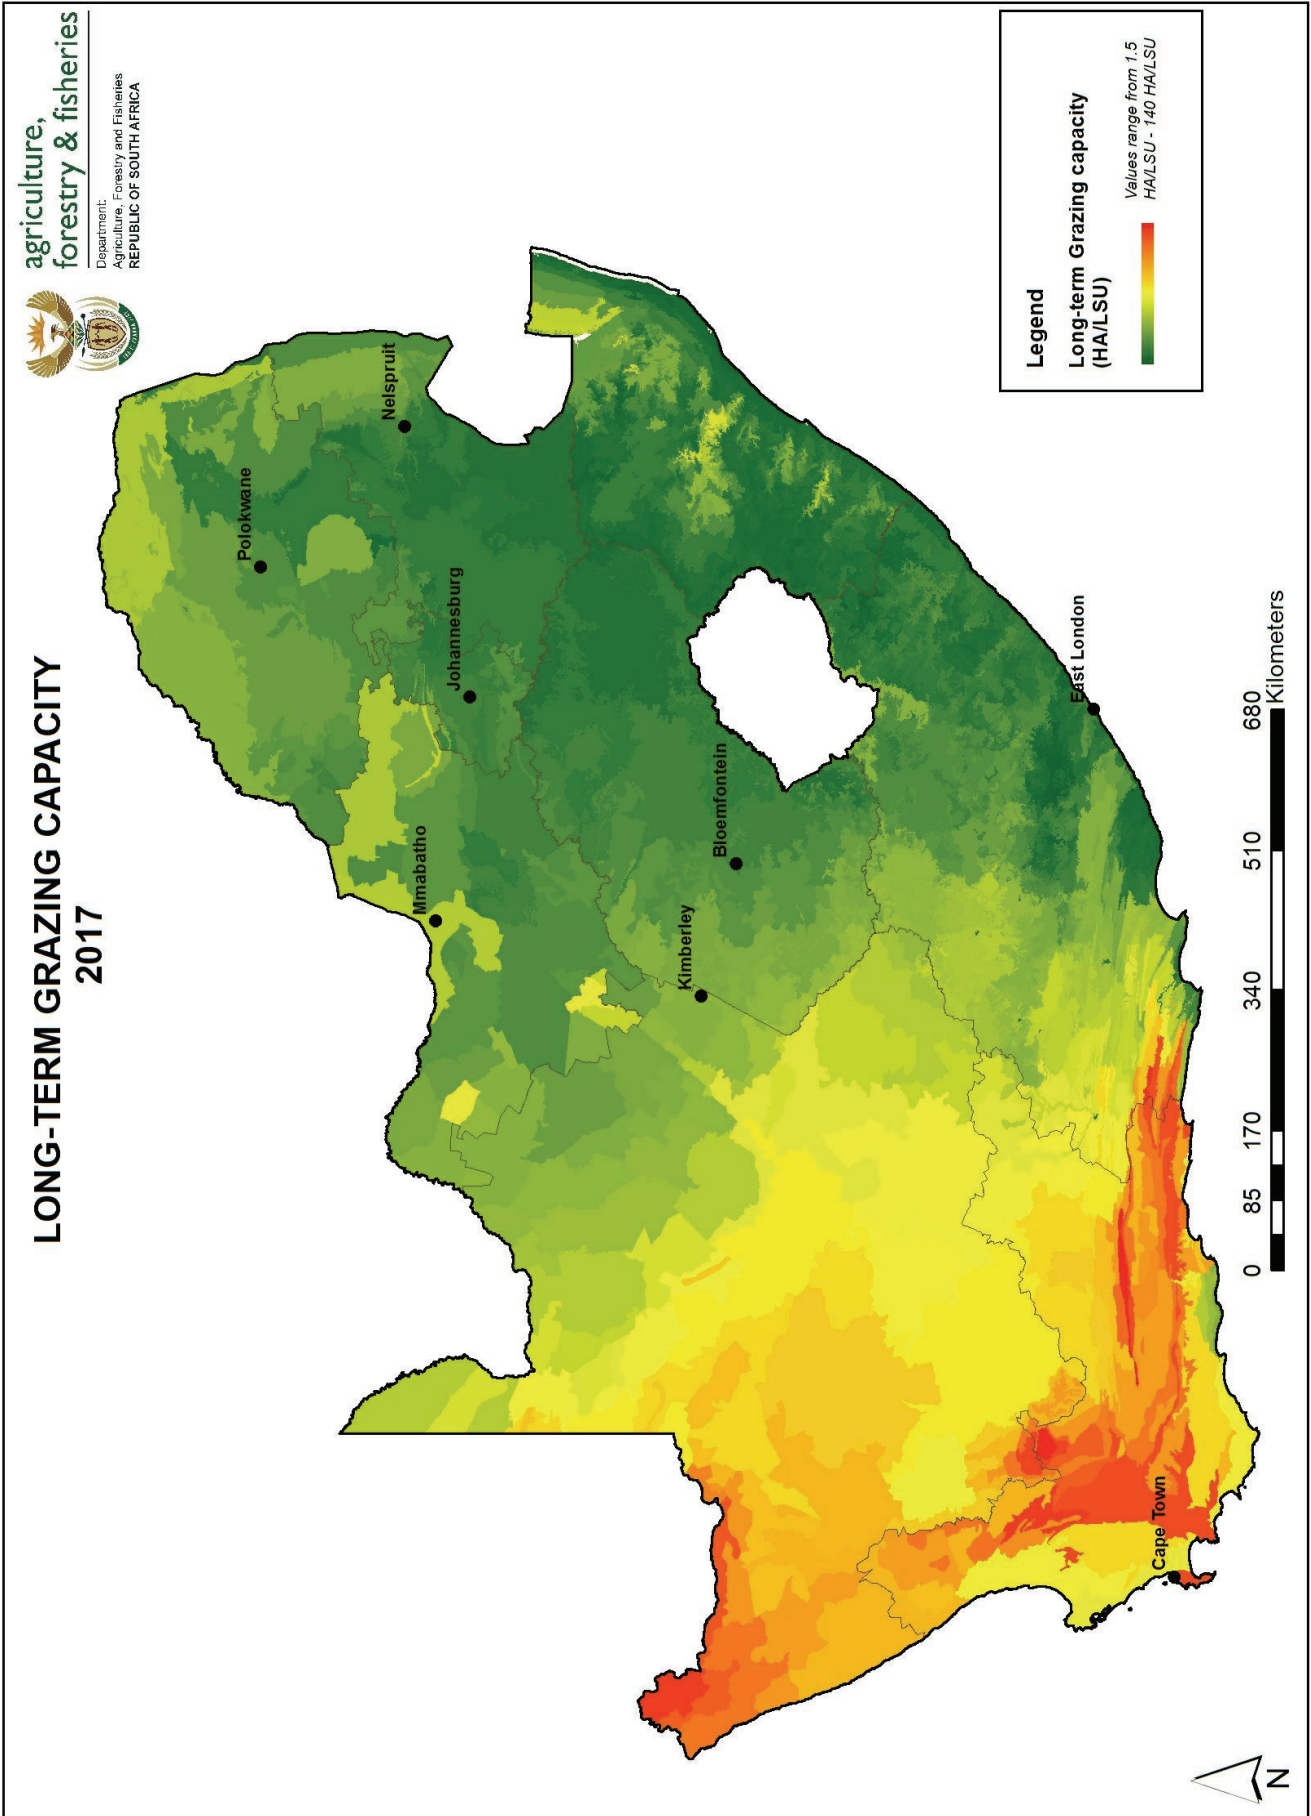 LONG-TERM GRAZING CAPACITY
2017
agriculture,
forestry & fisheries
Department:
Agriculture, Forestry and Fisheries
REPUBLIC OF SOUTH AFRICA
Polokwane
Nelspruit
Johannesburg
Mmabatho
Kimberley
Bloemfontein
East London
Cape Town
Legend
Long-term Grazing capacity
(HA/LSU)
Values range from 1.5
HA/LSU - 140 HA/LSU
N
0 85 170 340 510 680
Kilometers